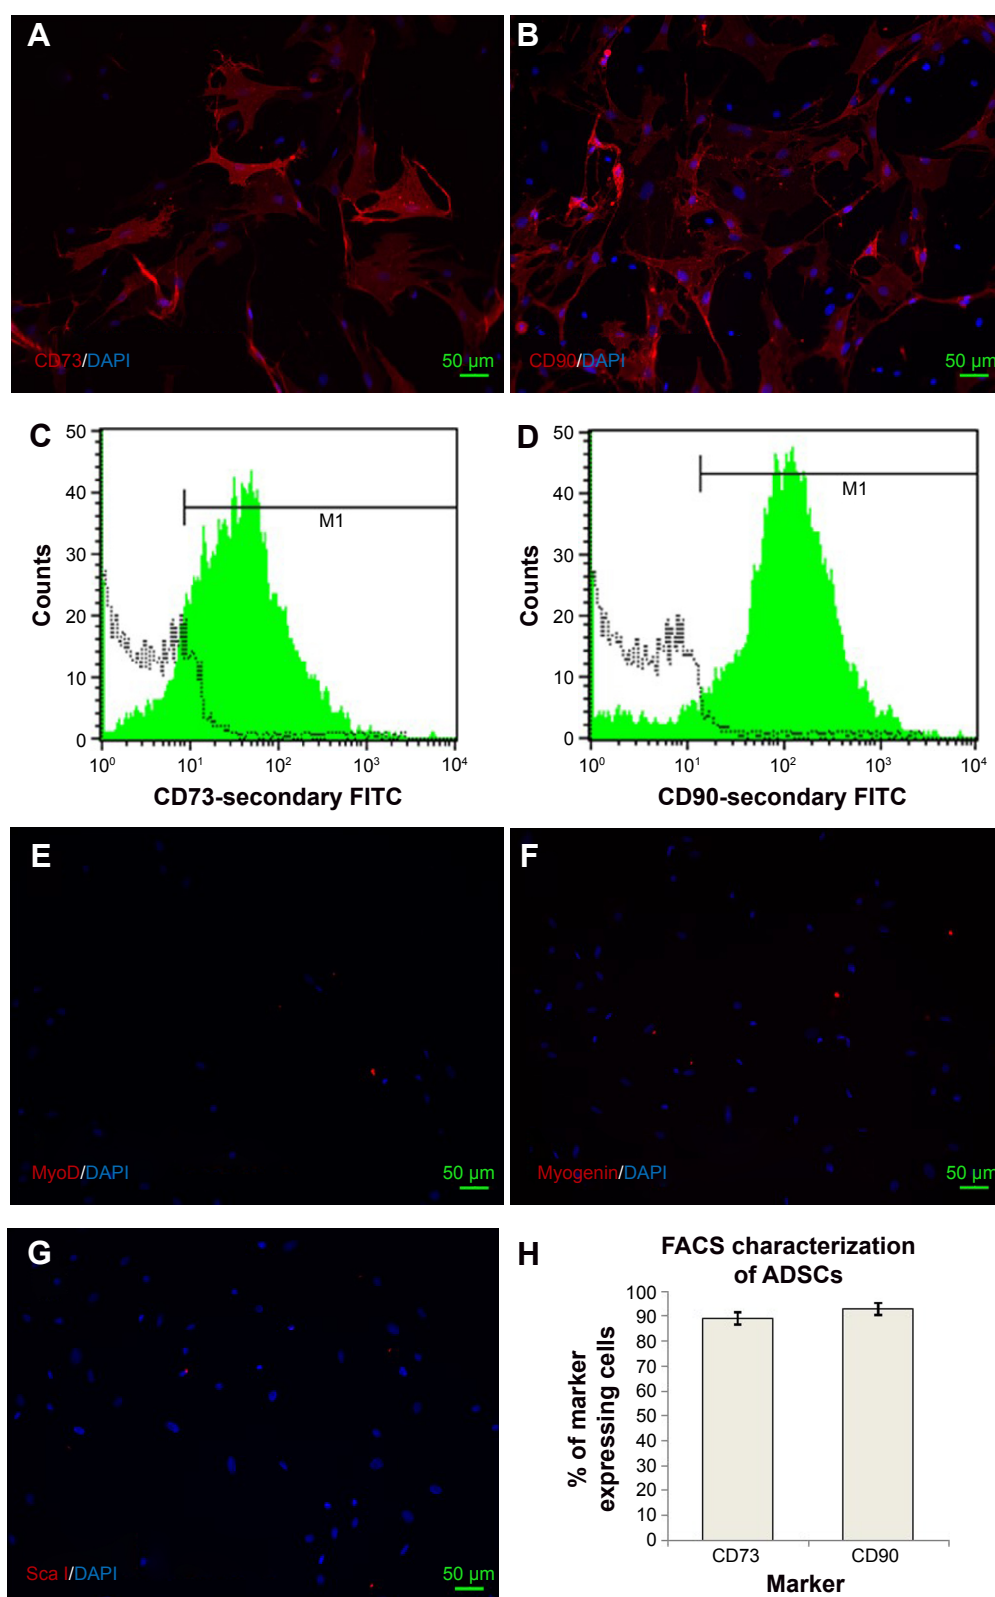 A
B
CD73/DAPI
50 µm
CD90/DAPI
50 µm
C
50
40
30
20
10
0
Counts
M1
10⁰
10¹
10²
10³
10⁴
CD73-secondary FITC
D
50
40
30
20
10
0
Counts
M1
10⁰
10¹
10²
10³
10⁴
CD90-secondary FITC
E
F
MyoD/DAPI
50 µm
Myogenin/DAPI
50 µm
G
Sca I/DAPI
50 µm
H
FACS characterization
of ADSCs
100
90
80
70
60
50
40
30
20
10
0
% of marker
expressing cells
CD73
CD90
Marker